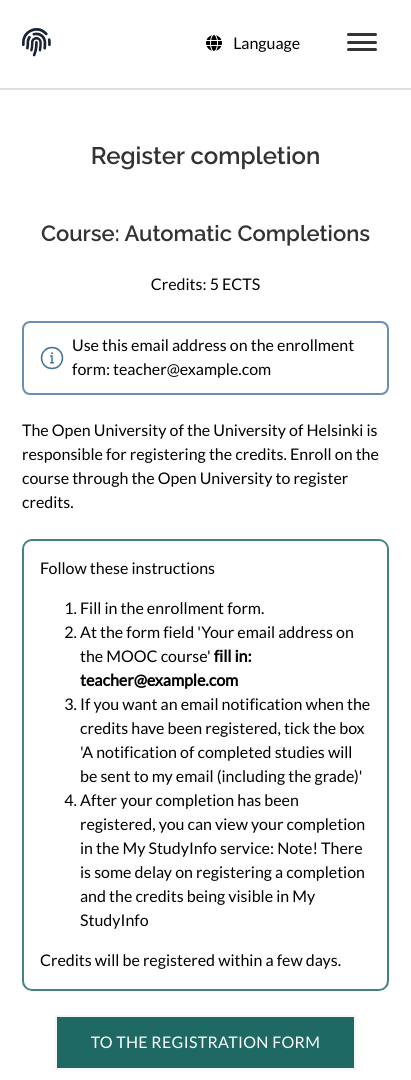 Language
Register completion
Course: Automatic Completions
Credits: 5 ECTS
Use this email address on the enrollment
form: teacher@example.com
The Open University of the University of Helsinki is
responsible for registering the credits. Enroll on the
course through the Open University to register
credits.
Follow these instructions
1. Fill in the enrollment form.
2. At the form field 'Your email address on
the MOOC course' fill in:
teacher@example.com
3. If you want an email notification when the
credits have been registered, tick the box
'A notification of completed studies will
be sent to my email (including the grade)'
4. After your completion has been
registered, you can view your completion
in the My StudyInfo service: Note! There
is some delay on registering a completion
and the credits being visible in My
StudyInfo
Credits will be registered within a few days.
TO THE REGISTRATION FORM